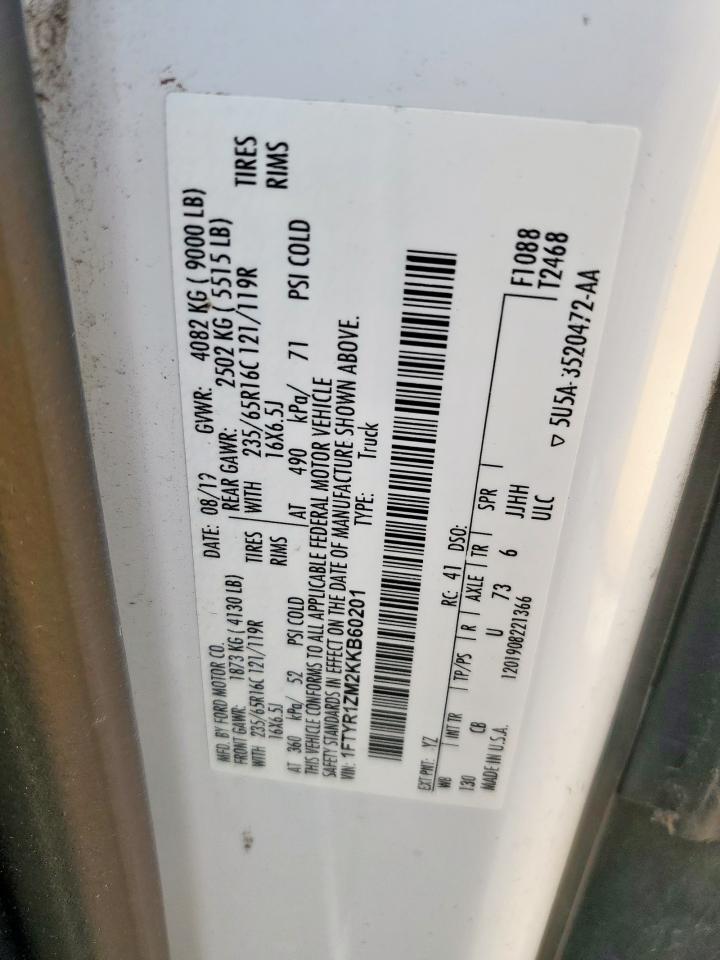 MFD. BY FORD MOTOR CO.
DATE: 08/19 GVWR: 4082 KG ( 9000 LB)
FRONT GAWR: 1873 KG ( 4130 LB) REAR GAWR: 2502 KG ( 5515 LB)
WITH 235/65R16C 121/119R TIRES WITH 235/65R16C 121/119R TIRES
16X6.5J RIMS 16X6.5J RIMS
AT 360 kPa/ 52 PSI COLD AT 490 kPa/ 71 PSI COLD
THIS VEHICLE CONFORMS TO ALL APPLICABLE FEDERAL MOTOR VEHICLE
SAFETY STANDARDS IN EFFECT ON THE DATE OF MANUFACTURE SHOWN ABOVE.
VIN: 1FTYR1ZM2KKB60201 TYPE: Truck
EXT PNT: YZ RC: 41 DSO: F1088
WB INT TR TP/PS R AXLE TR SPR T2468
130 CB U 73 6 JJHH
MADE IN U.S.A. 1201908221366 ULC ▽ 5U5A-3520472-AA